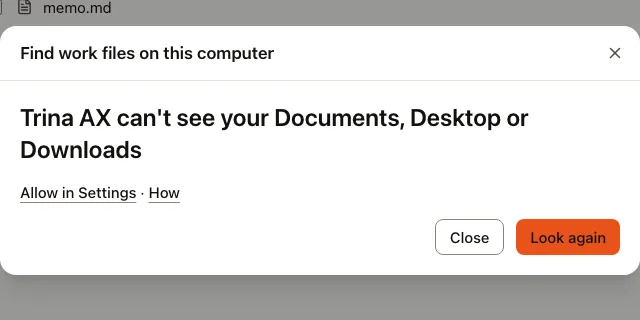 memo.md
Find work files on this computer
Trina AX can't see your Documents, Desktop or
Downloads
Allow in Settings · How
Close
Look again